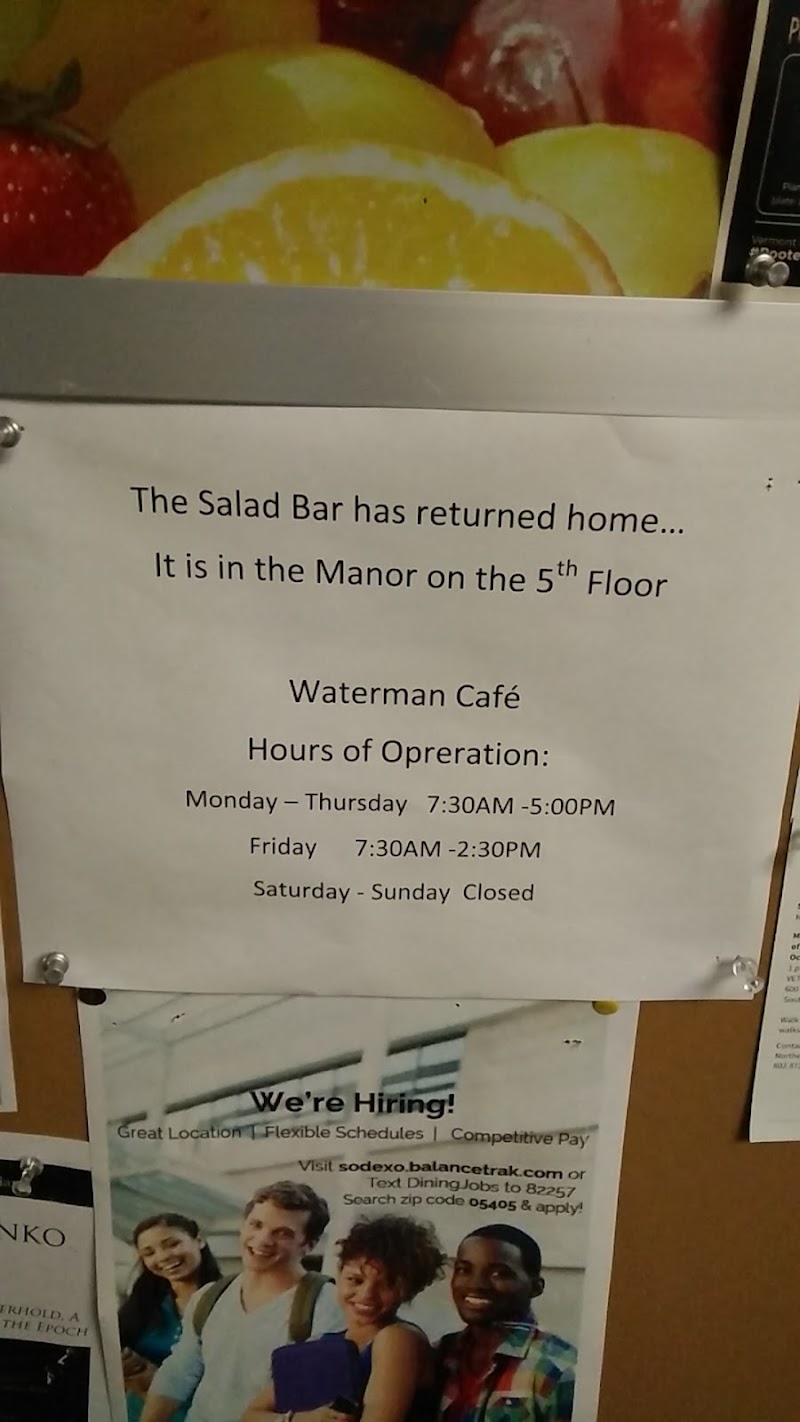 The Salad Bar has returned home...
It is in the Manor on the 5th Floor
Waterman Café
Hours of Opreration:
Monday – Thursday 7:30AM -5:00PM
Friday 7:30AM -2:30PM
Saturday - Sunday Closed
We're Hiring!
Great Location | Flexible Schedules | Competitive Pay
Visit sodexo.balancetrak.com or
Text DiningJobs to 82257
Search zip code 05405 & apply!
NKO
ERHOLD, A
THE EPOCH
Vermont